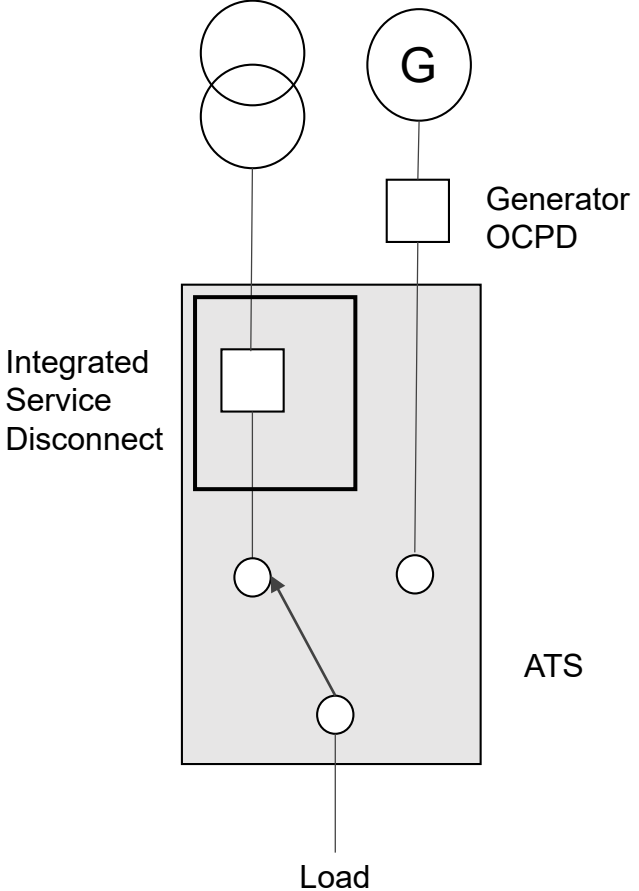 G
Generator
OCPD
Integrated
Service
Disconnect
ATS
Load